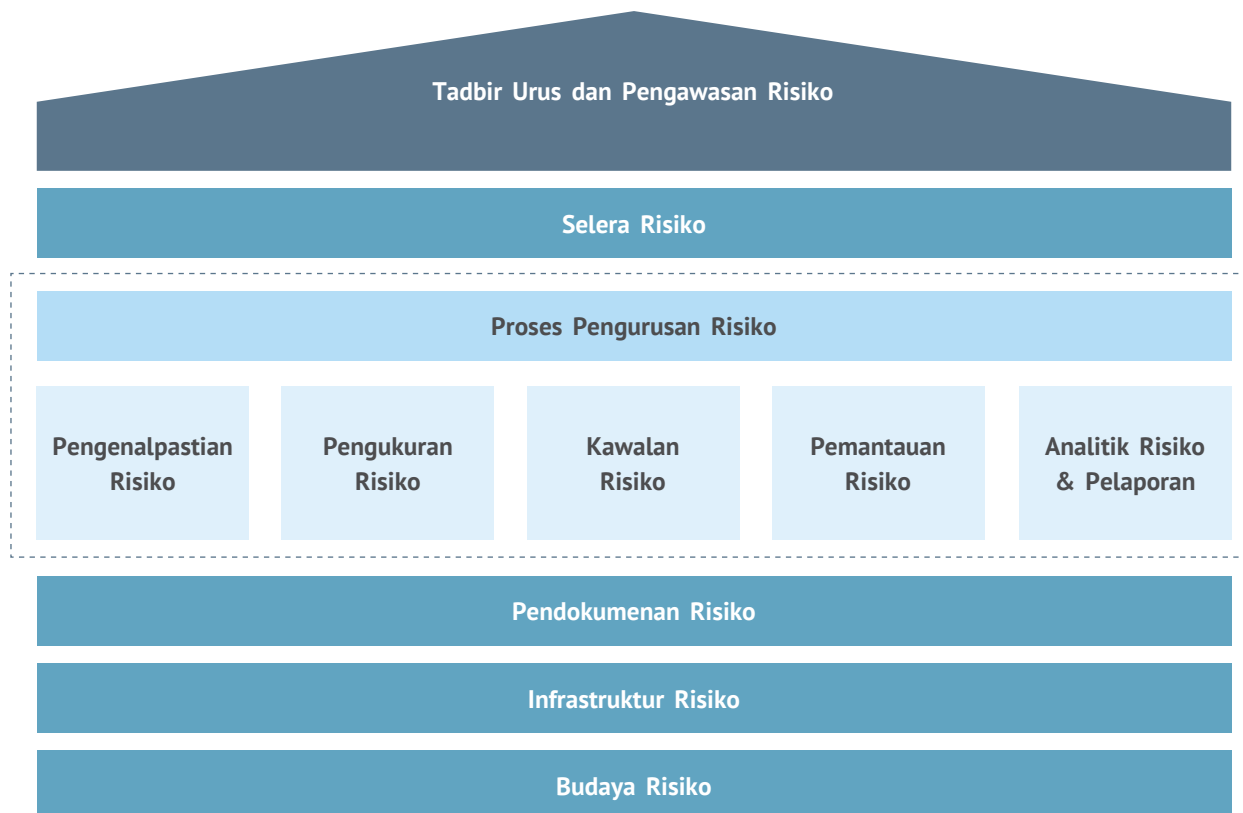 Tadbir Urus dan Pengawasan Risiko
Selera Risiko
Proses Pengurusan Risiko
Pengenalpastian
Risiko
Pengukuran
Risiko
Kawalan
Risiko
Pemantauan
Risiko
Analitik Risiko
& Pelaporan
Pendokumenan Risiko
Infrastruktur Risiko
Budaya Risiko